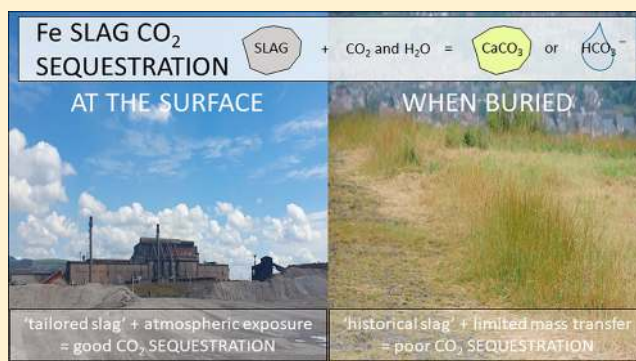 Fe SLAG CO₂
SEQUESTRATION
SLAG + CO₂ and H₂O = CaCO₃ or HCO₃⁻
AT THE SURFACE
WHEN BURIED
'tailored slag' + atmospheric exposure
= good CO₂ SEQUESTRATION
'historical slag' + limited mass transfer
= poor CO₂ SEQUESTRATION